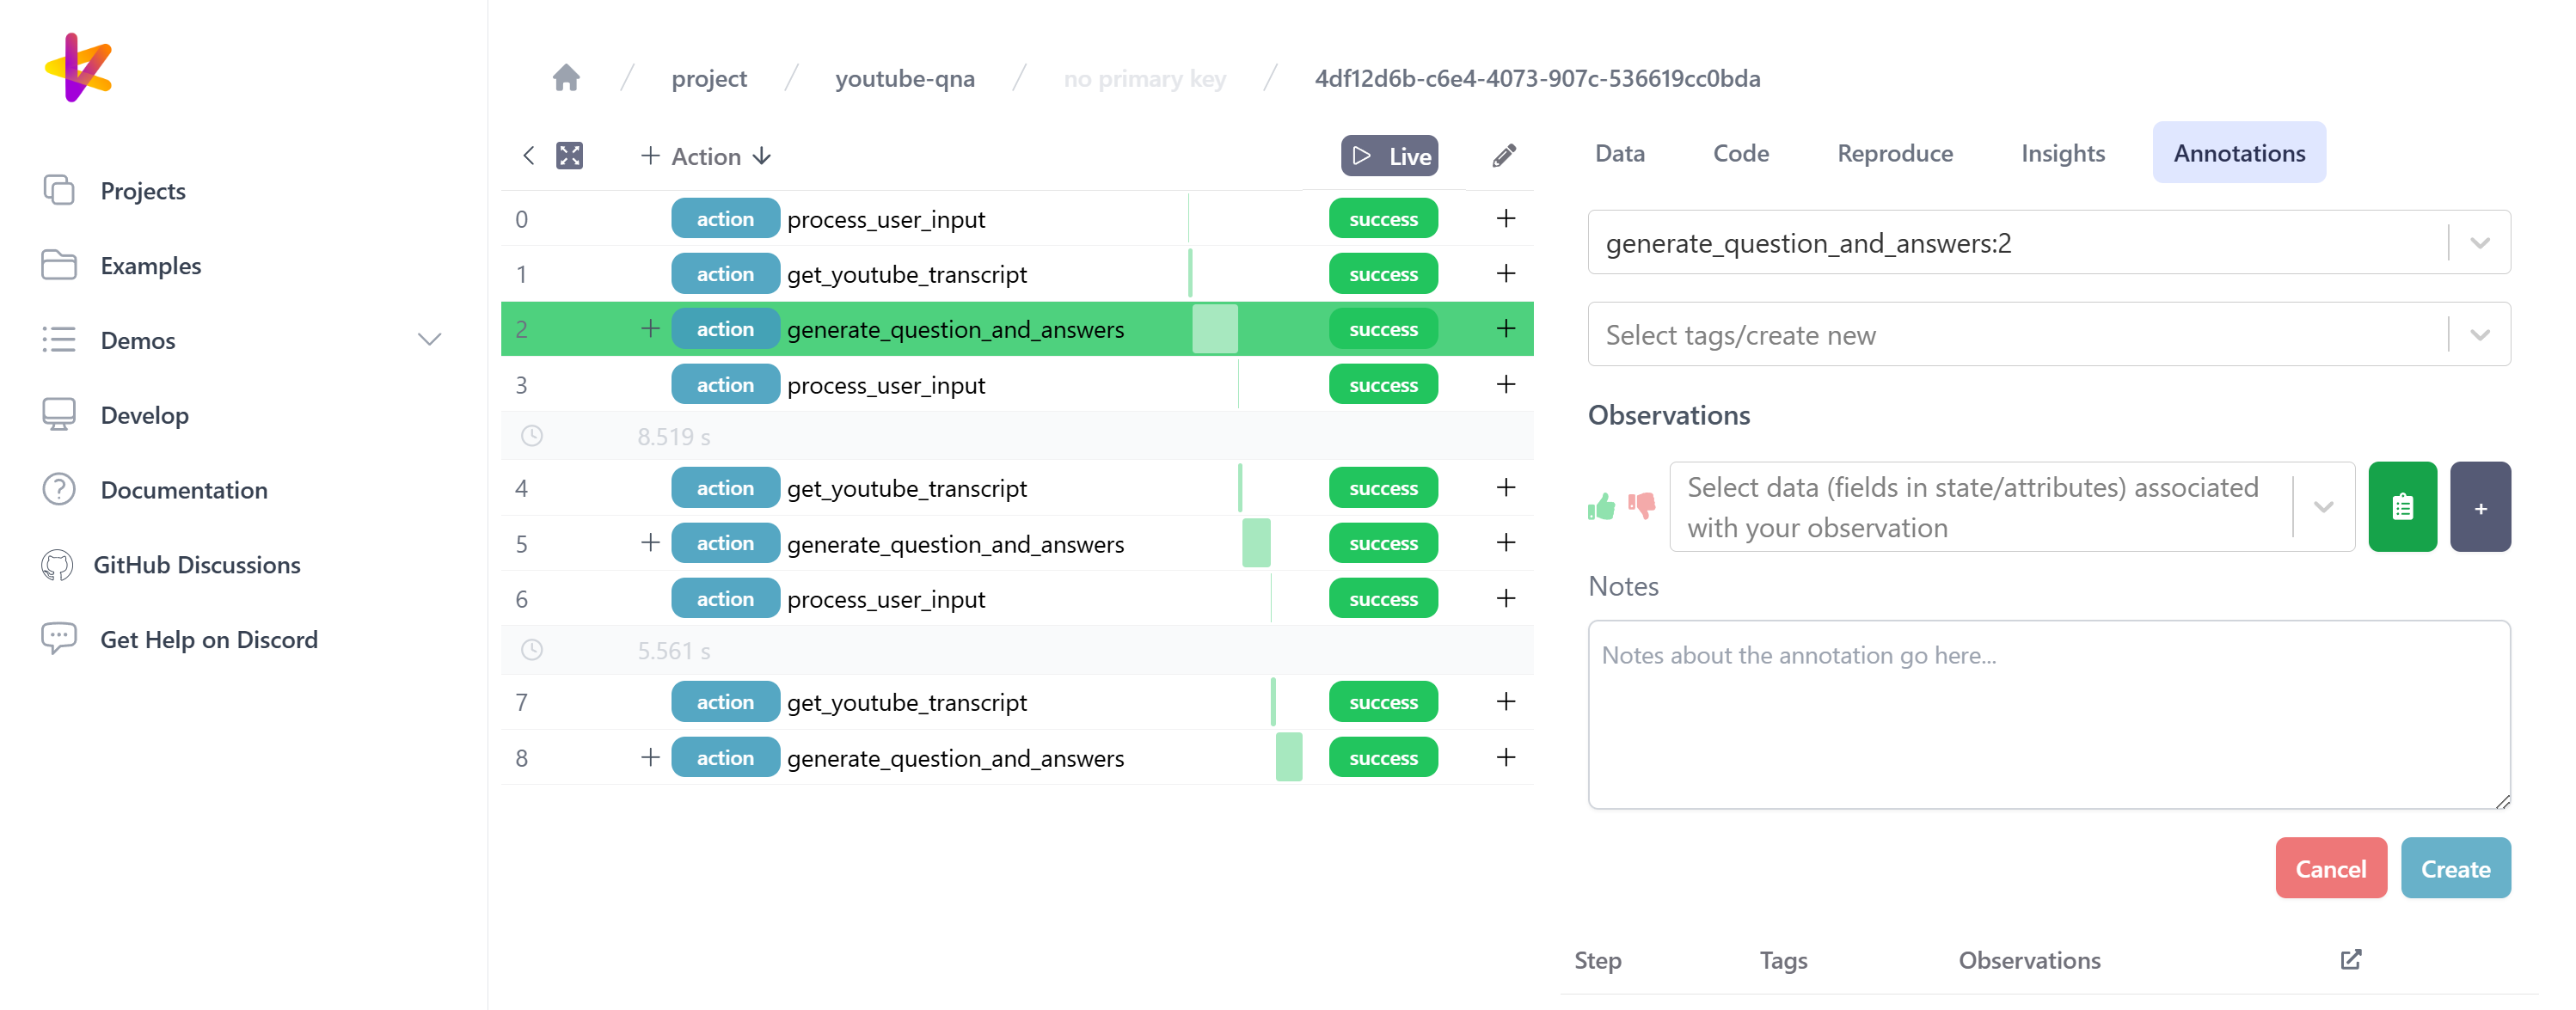 project / youtube-qna / no primary key / 4df12d6b-c6e4-4073-907c-536619cc0bda
Projects
Examples
Demos
Develop
Documentation
GitHub Discussions
Get Help on Discord
Action Live
0 action process_user_input success
1 action get_youtube_transcript success
2 action generate_question_and_answers success
3 action process_user_input success
8.519 s
4 action get_youtube_transcript success
5 action generate_question_and_answers success
6 action process_user_input success
5.561 s
7 action get_youtube_transcript success
8 action generate_question_and_answers success
Data Code Reproduce Insights Annotations
generate_question_and_answers:2
Select tags/create new
Observations
Select data (fields in state/attributes) associated
with your observation
+
Notes
Notes about the annotation go here...
Cancel Create
Step Tags Observations